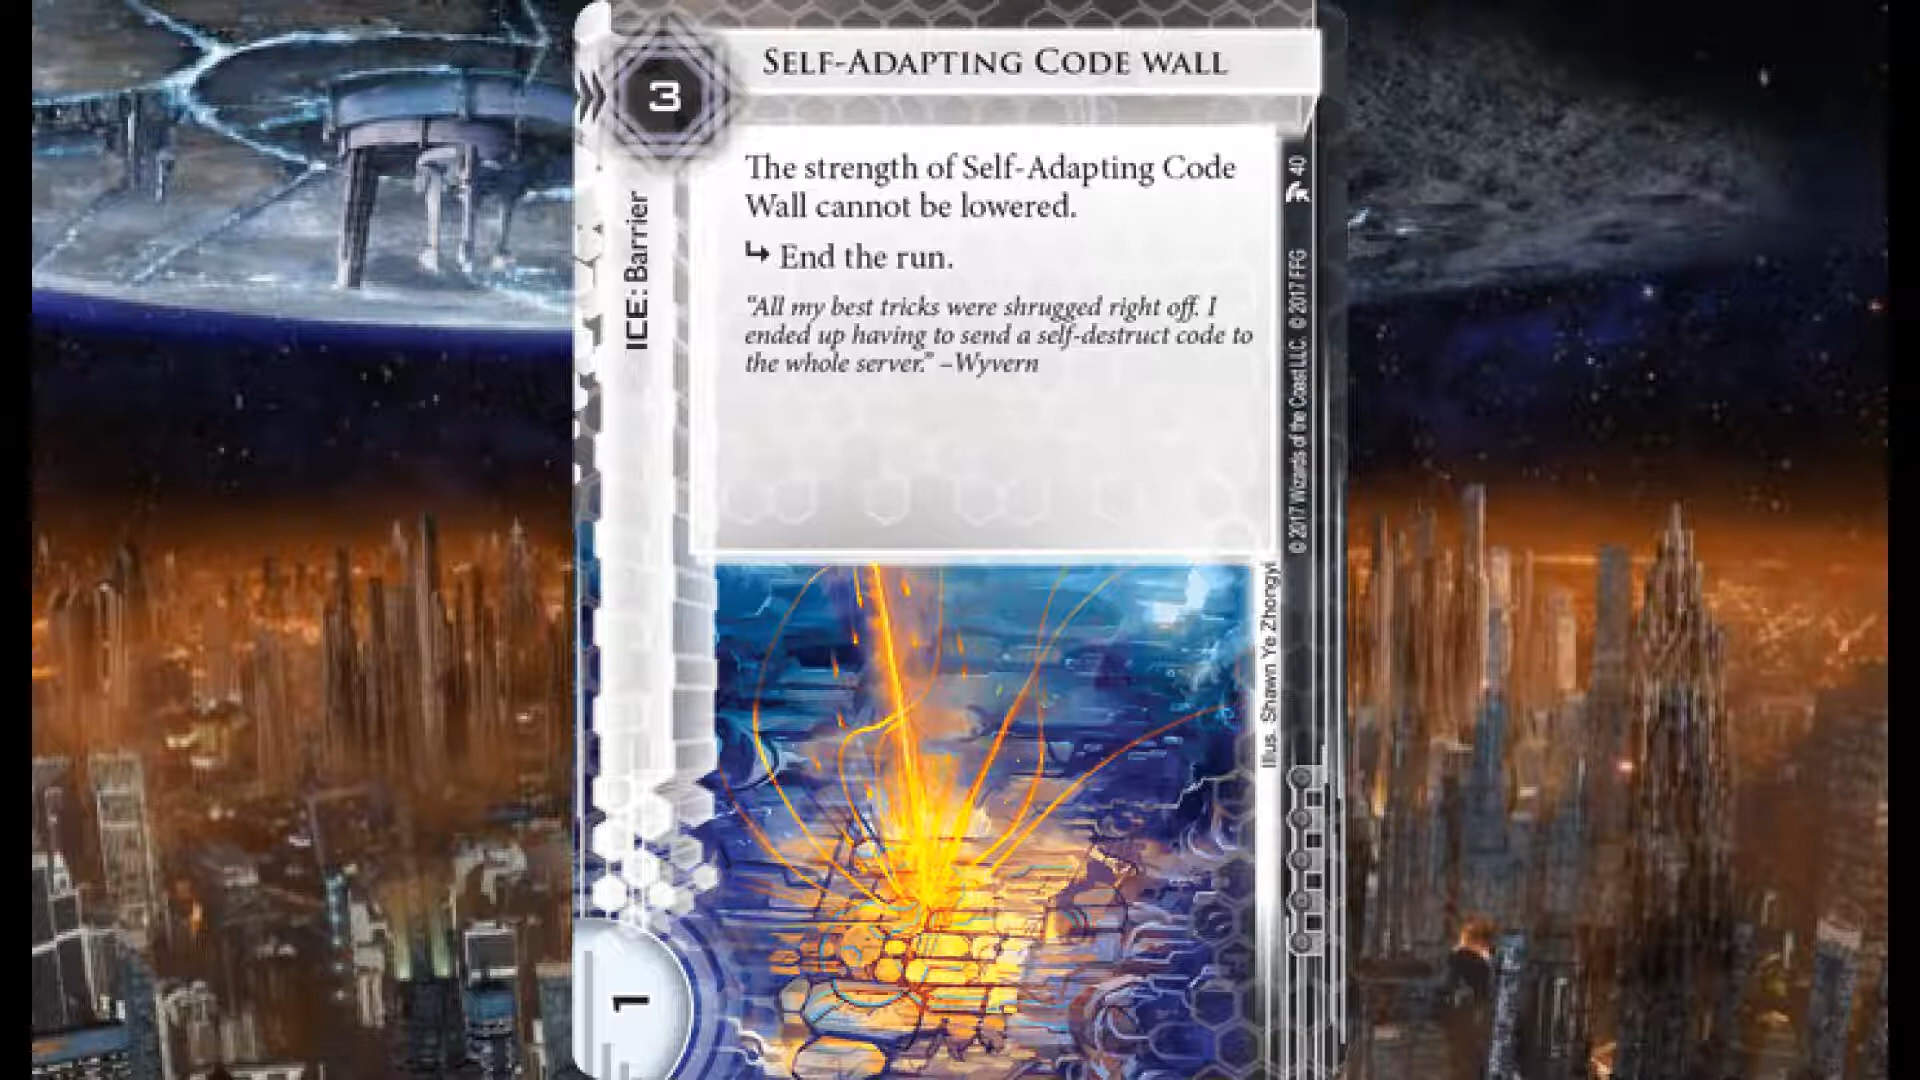 3
SELF-ADAPTING CODE WALL
The strength of Self-Adapting Code
Wall cannot be lowered.
↳ End the run.
“All my best tricks were shrugged right off. I
ended up having to send a self-destruct code to
the whole server.” –Wyvern
ICE: Barrier
1
40
© 2017 Wizards of the Coast LLC. © 2017 FFG
Illus. Shawn Ye Zhongyi